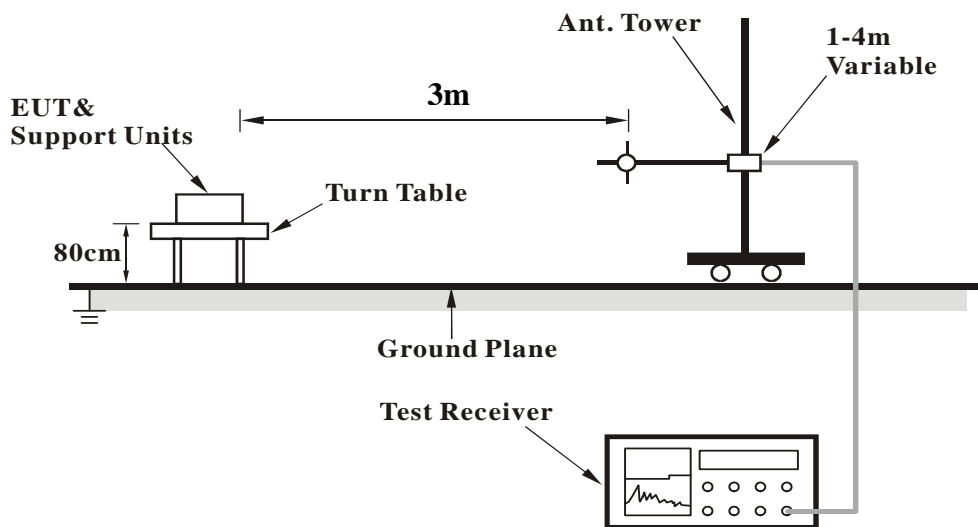 Ant. Tower
1-4m
Variable
3m
EUT&
Support Units
Turn Table
80cm
Ground Plane
Test Receiver